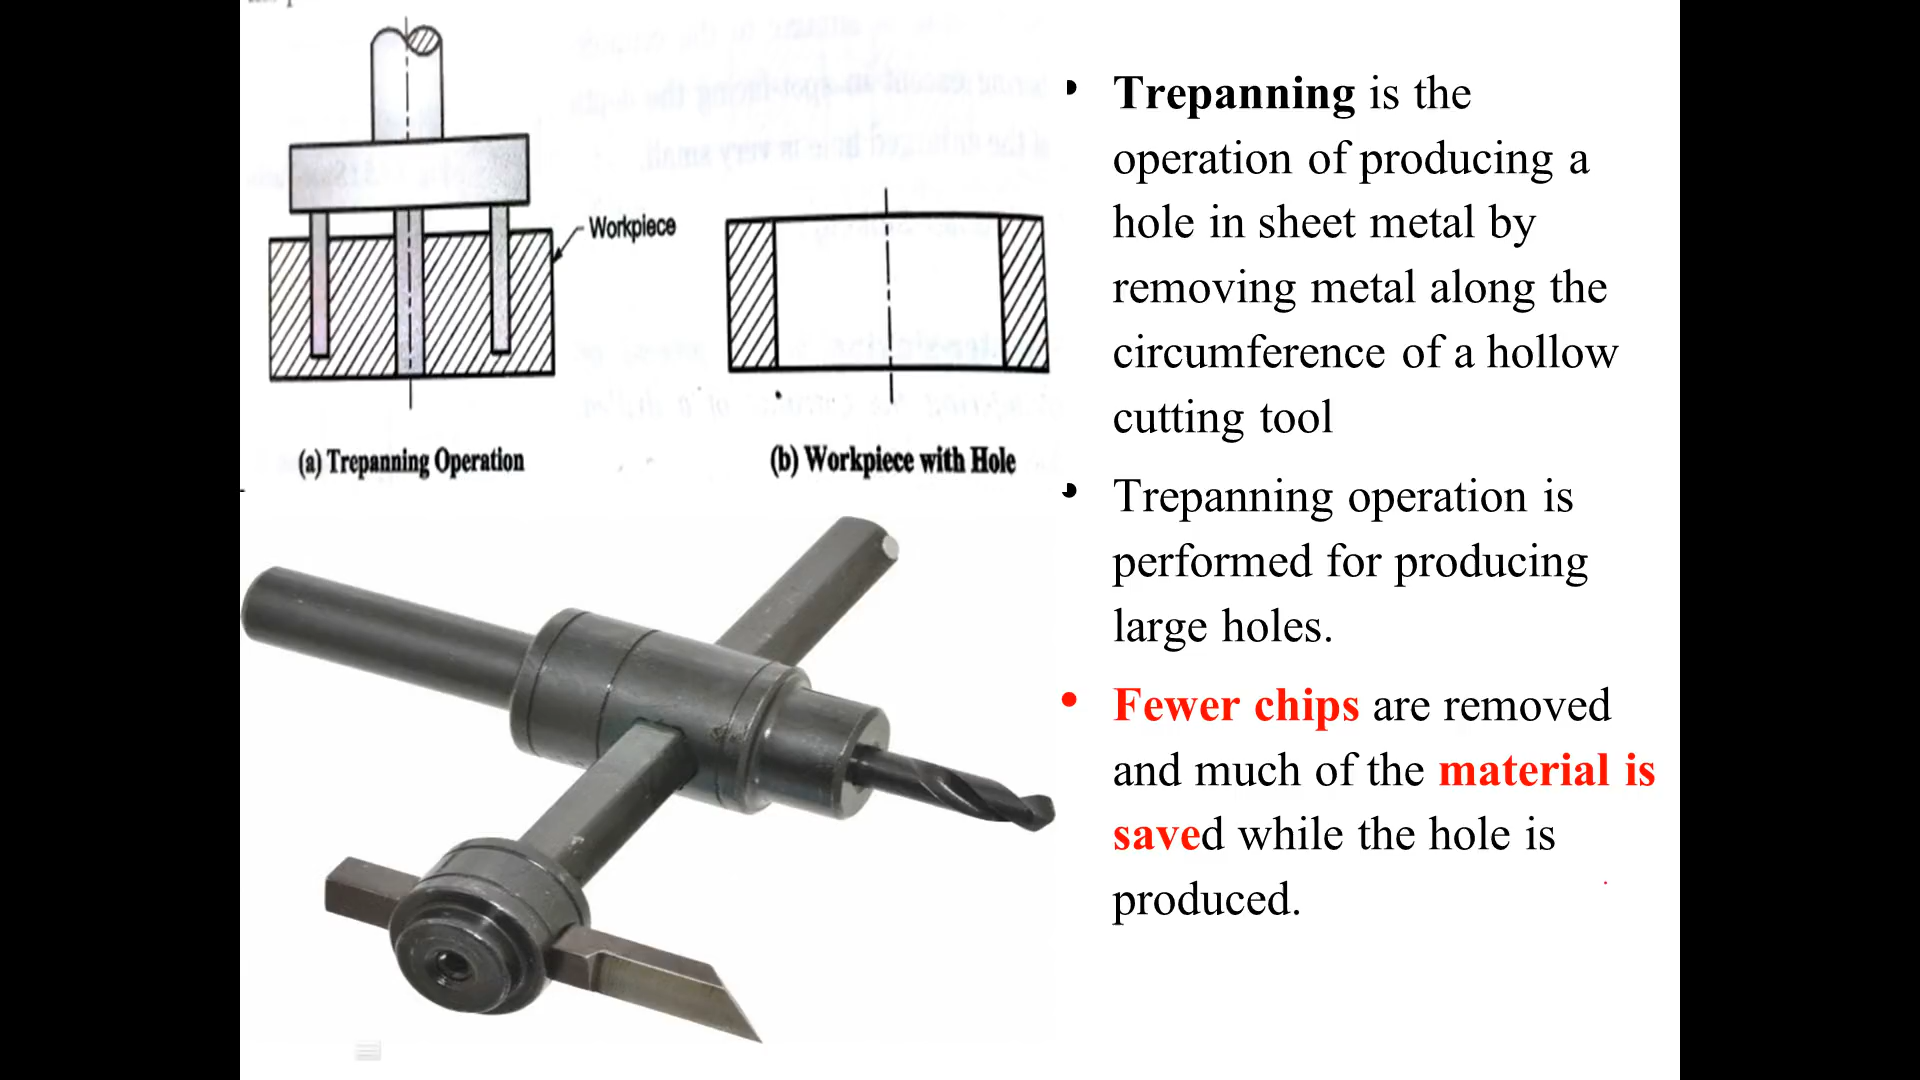 Workpiece
(a) Trepanning Operation
(b) Workpiece with Hole
• Trepanning is the
operation of producing a
hole in sheet metal by
removing metal along the
circumference of a hollow
cutting tool
• Trepanning operation is
performed for producing
large holes.
• Fewer chips are removed
and much of the material is
saved while the hole is
produced.